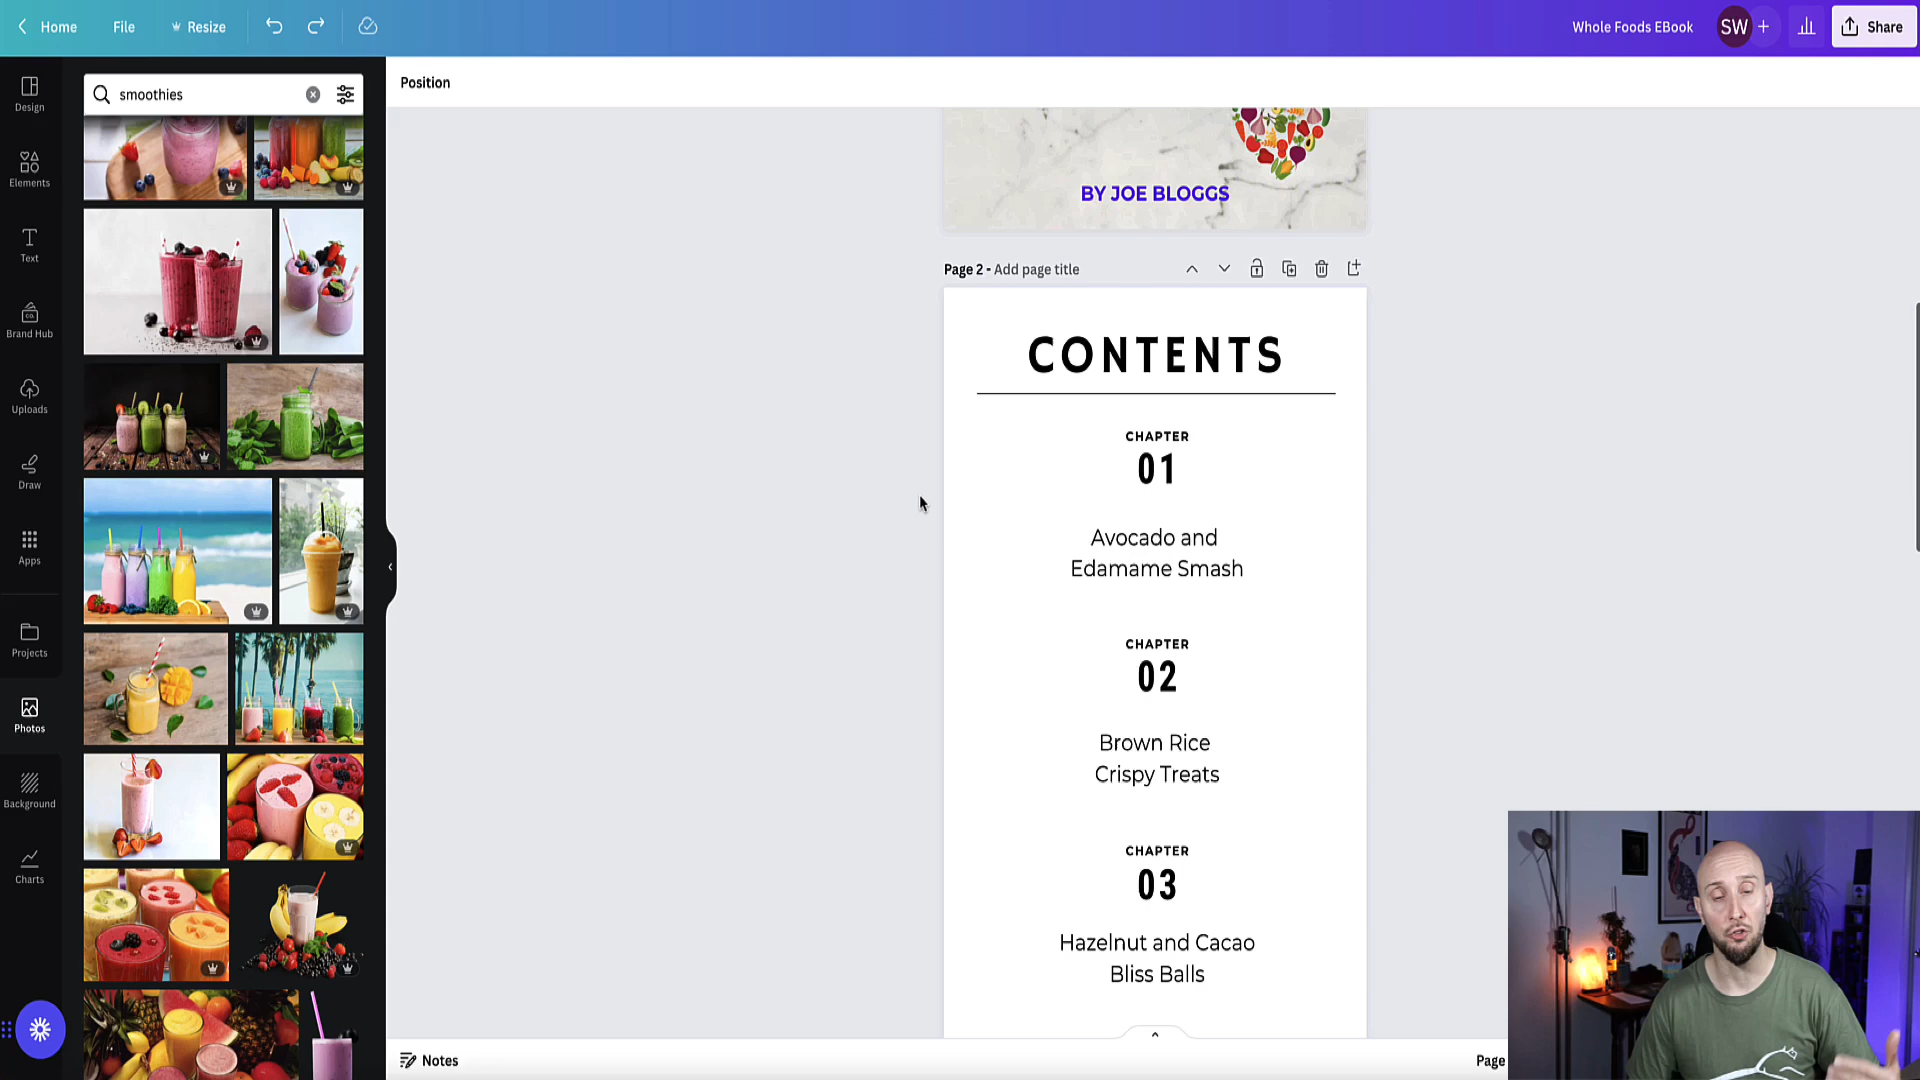 Home
File
Resize
Whole Foods EBook
SW
Share
Design
Elements
Text
Brand Hub
Uploads
Draw
Apps
Projects
Photos
Background
Charts
smoothies
Position
BY JOE BLOGGS
Page 2 - Add page title
CONTENTS
CHAPTER
01
Avocado and
Edamame Smash
CHAPTER
02
Brown Rice
Crispy Treats
CHAPTER
03
Hazelnut and Cacao
Bliss Balls
Notes
Page